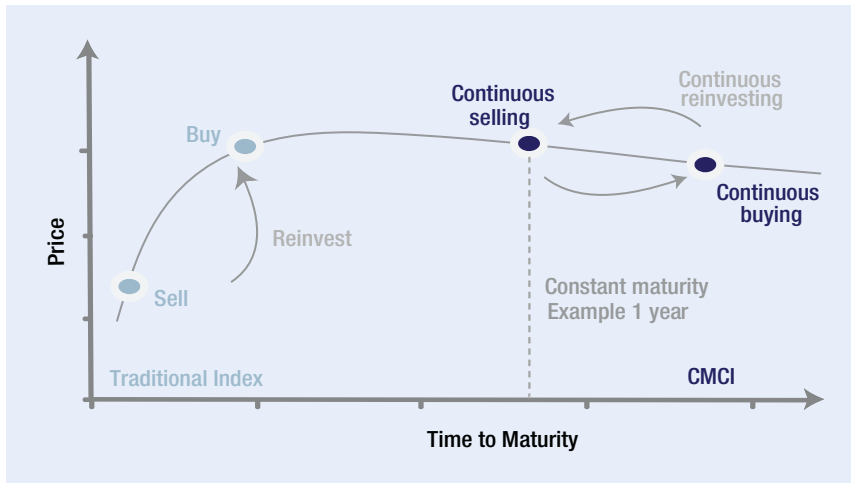 Continuous
selling
Continuous
reinvesting
Buy
Continuous
buying
Price
Reinvest
Sell
Constant maturity
Example 1 year
Traditional Index
CMCI
Time to Maturity